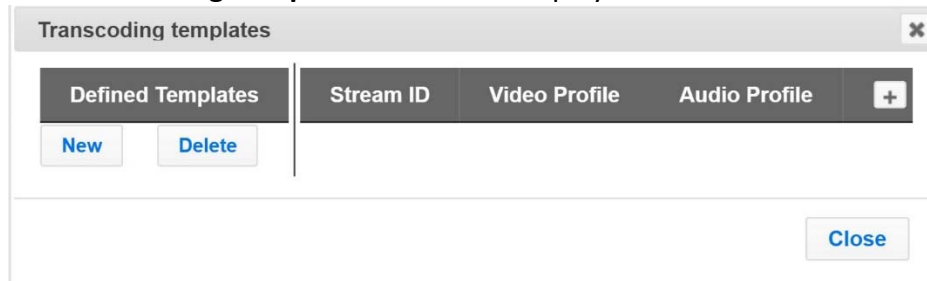 Transcoding templates
Defined Templates Stream ID Video Profile Audio Profile +
New Delete
Close